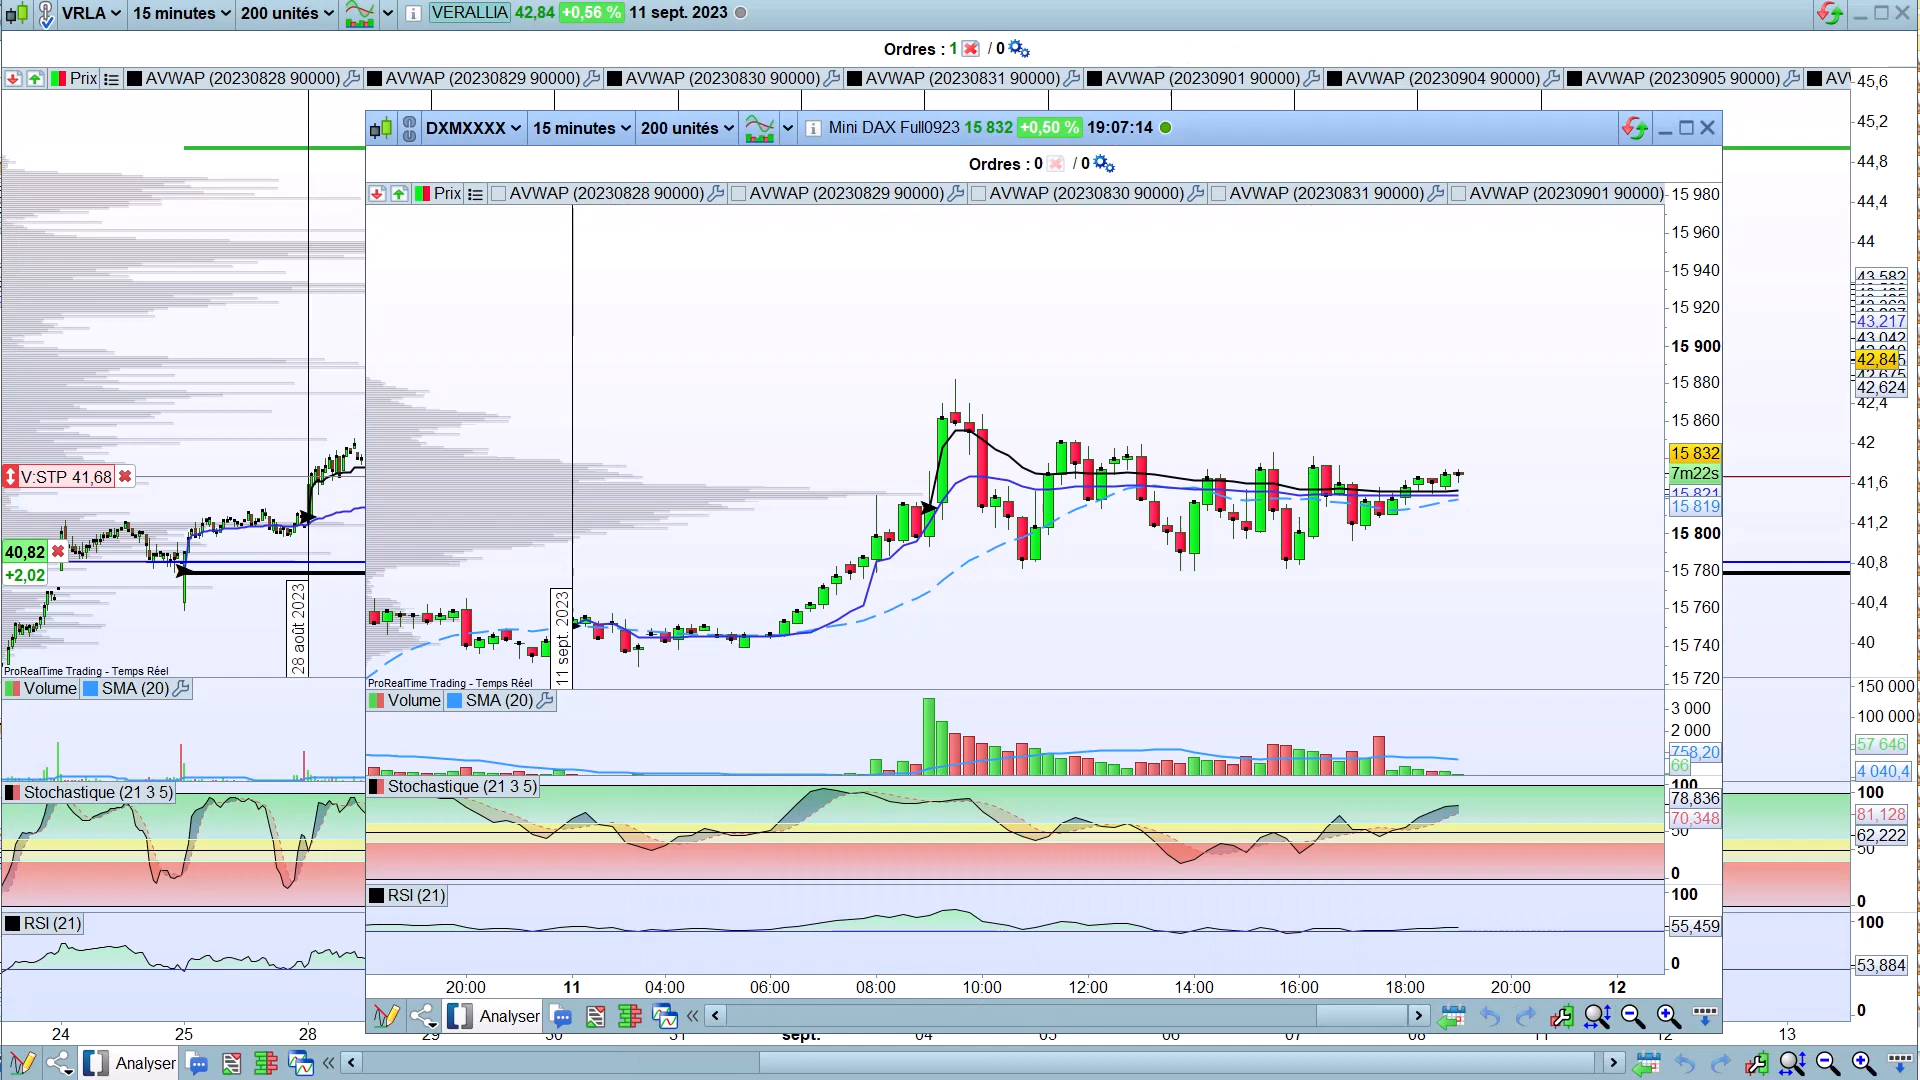 VRLA 15 minutes 200 unités VERALLIA 42,84 +0,56 % 11 sept. 2023
Ordres : 1 / 0
Prix AVWAP (20230828 90000) AVWAP (20230829 90000) AVWAP (20230830 90000) AVWAP (20230831 90000) AVWAP (20230901 90000) AVWAP (20230904 90000) AVWAP (20230905 90000)
45,6
45,2
44,8
44,4
44
43,582
43,217
43,042
42,84
42,624
42,4
42
41,6
41,2
40,8
40,4
40
V:STP 41,68
40,82
+2,02
28 août 2023
ProRealTime Trading - Temps Réel
Volume SMA (20)
150 000
100 000
57 646
4 040,4
Stochastique (21 3 5)
100
81,128
62,222
50
0
RSI (21)
100
53,884
0
24 25 28
DXMXXXX 15 minutes 200 unités Mini DAX Full0923 15 832 +0,50 % 19:07:14
Ordres : 0 / 0
Prix AVWAP (20230828 90000) AVWAP (20230829 90000) AVWAP (20230830 90000) AVWAP (20230831 90000) AVWAP (20230901 90000)
15 980
15 960
15 940
15 920
15 900
15 880
15 860
15 832
7m22s
15 821
15 819
15 800
15 780
15 760
15 740
15 720
11 sept. 2023
ProRealTime Trading - Temps Réel
Volume SMA (20)
3 000
2 000
758,20
66
Stochastique (21 3 5)
100
78,836
70,348
50
0
RSI (21)
100
55,459
0
20:00 11 04:00 06:00 08:00 10:00 12:00 14:00 16:00 18:00 20:00 12
Analyser
sept. 13
Analyser